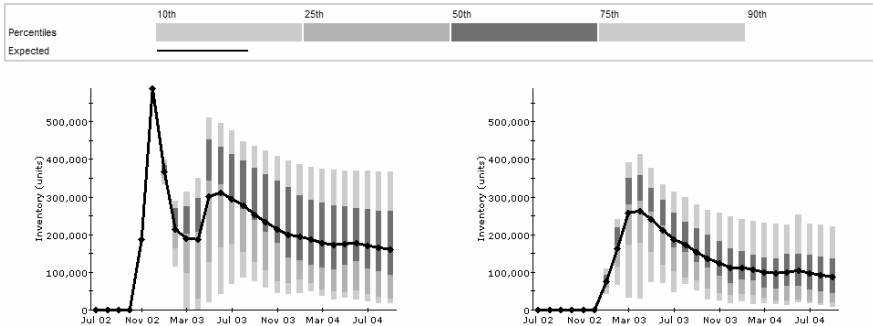 10th 25th 50th 75th 90th
Percentiles
Expected
Inventory (units)
500,000
400,000
300,000
200,000
100,000
0
Jul 02 Nov 02 Mar 03 Jul 03 Nov 03 Mar 04 Jul 04
Inventory (units)
500,000
400,000
300,000
200,000
100,000
0
Jul 02 Nov 02 Mar 03 Jul 03 Nov 03 Mar 04 Jul 04